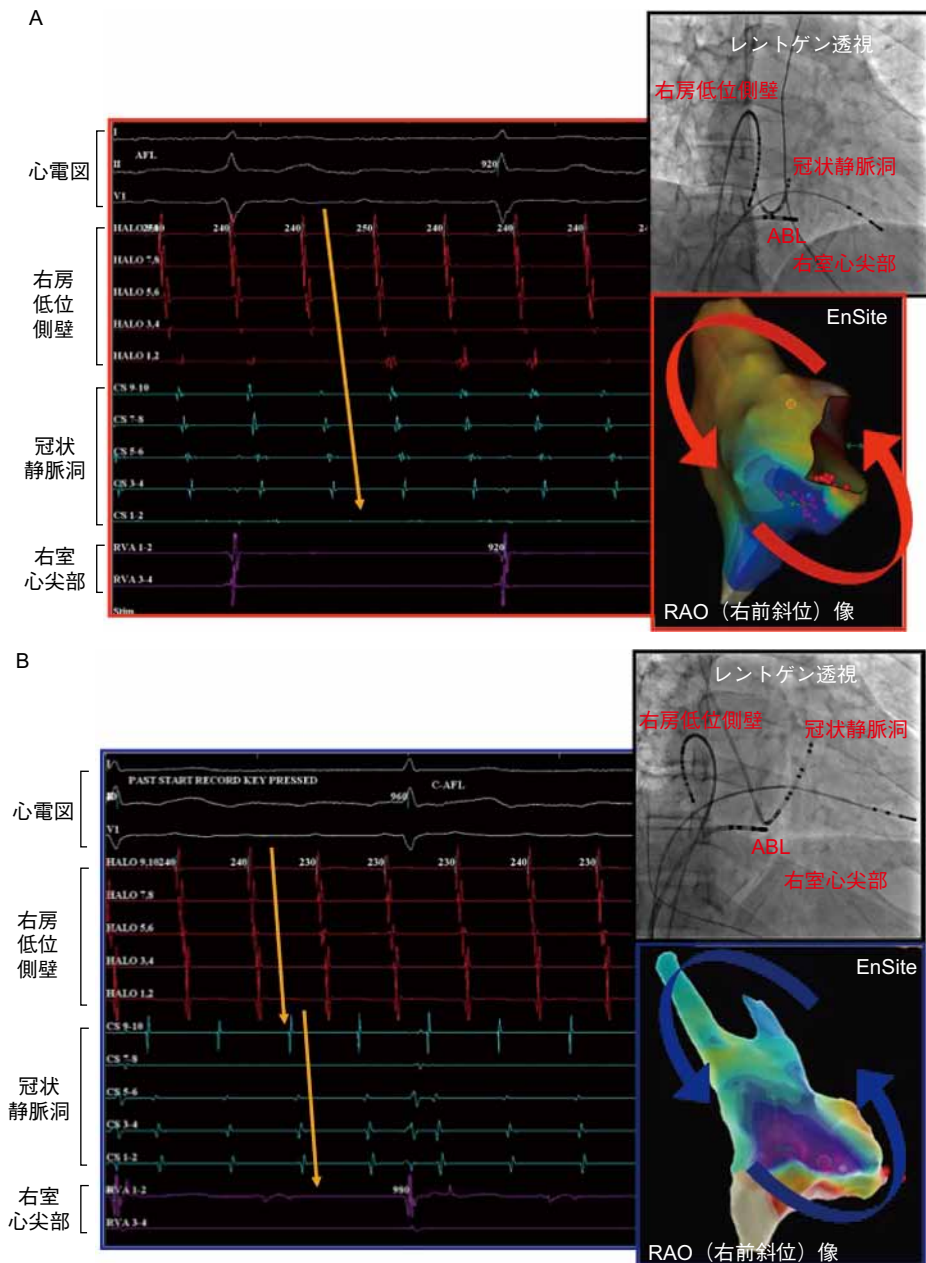 A
レントゲン透視
右房低位側壁
冠状静脈洞
ABL
右室心尖部
心電図
I
AFL
II
920
V1
240
240
240
250
240
240
240
HALO 7,8
HALO 5,6
HALO 3,4
HALO 1,2
右房
低位
側壁
CS 9-10
CS 7-8
CS 5-6
CS 3-4
CS 1-2
冠状
静脈洞
RVA 1-2
920
RVA 3-4
Stim
右室
心尖部
EnSite
RAO（右前斜位）像
B
レントゲン透視
右房低位側壁
冠状静脈洞
ABL
右室心尖部
心電図
I
PAST START RECORD KEY PRESSED
C-AFL
960
V1
HALO 9,10
240
240
230
230
230
240
230
HALO 7,8
HALO 5,6
HALO 3,4
HALO 1,2
右房
低位
側壁
CS 9-10
CS 7-8
CS 5-6
CS 3-4
CS 1-2
冠状
静脈洞
RVA 1-2
980
RVA 3-4
右室
心尖部
EnSite
RAO（右前斜位）像